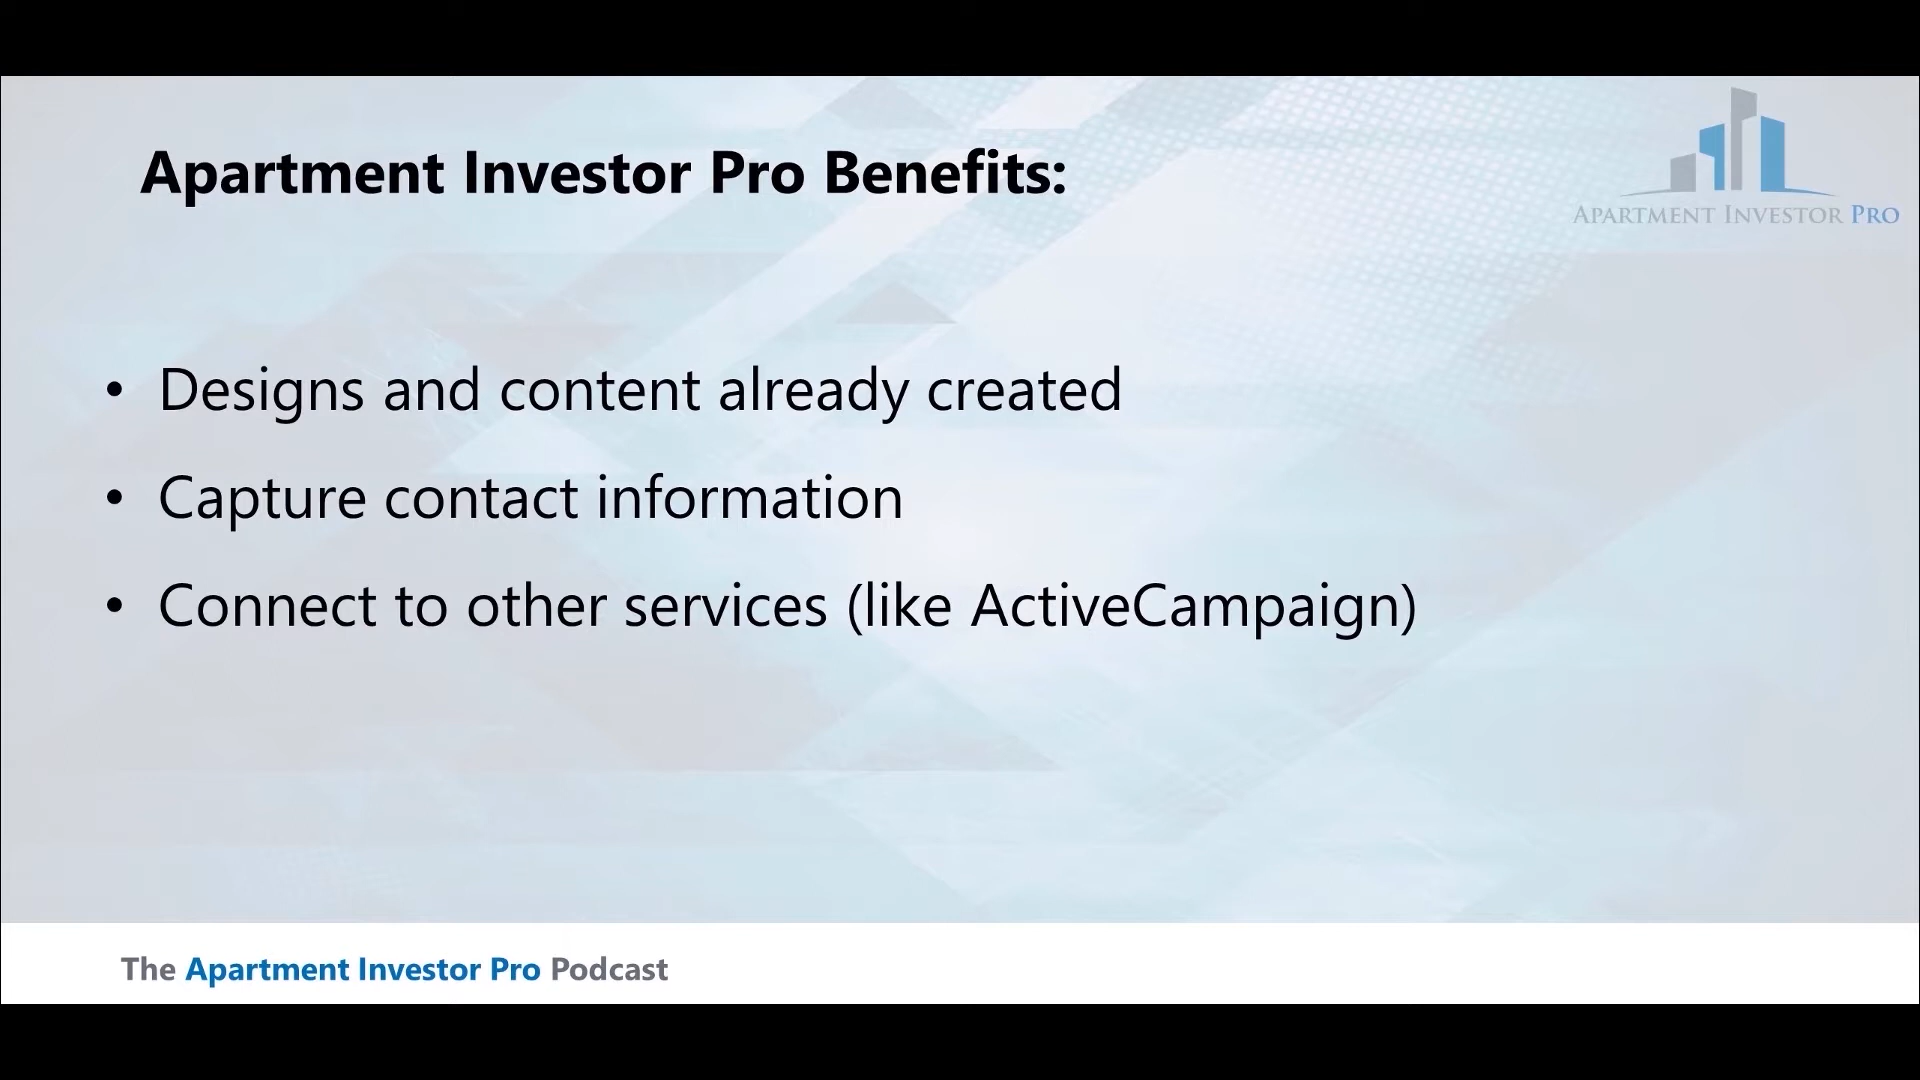 Apartment Investor Pro Benefits:
APARTMENT INVESTOR PRO
• Designs and content already created
• Capture contact information
• Connect to other services (like ActiveCampaign)
The Apartment Investor Pro Podcast